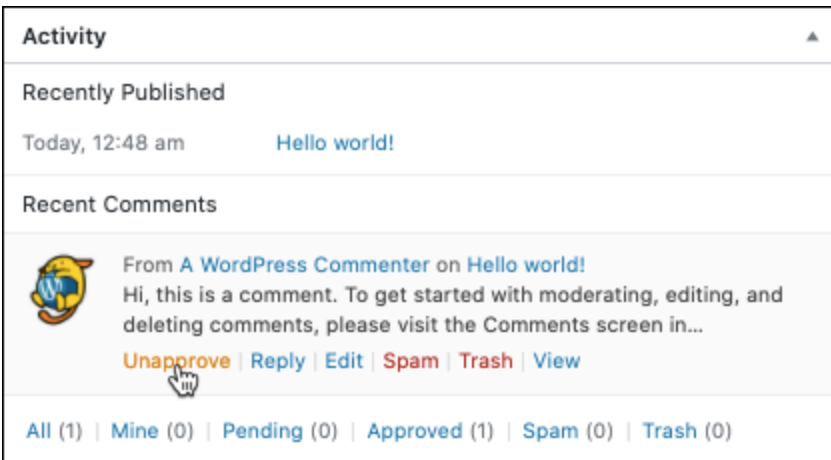 Activity
Recently Published
Today, 12:48 am Hello world!
Recent Comments
From A WordPress Commenter on Hello world!
Hi, this is a comment. To get started with moderating, editing, and
deleting comments, please visit the Comments screen in...
Unapprove | Reply | Edit | Spam | Trash | View
All (1) | Mine (0) | Pending (0) | Approved (1) | Spam (0) | Trash (0)